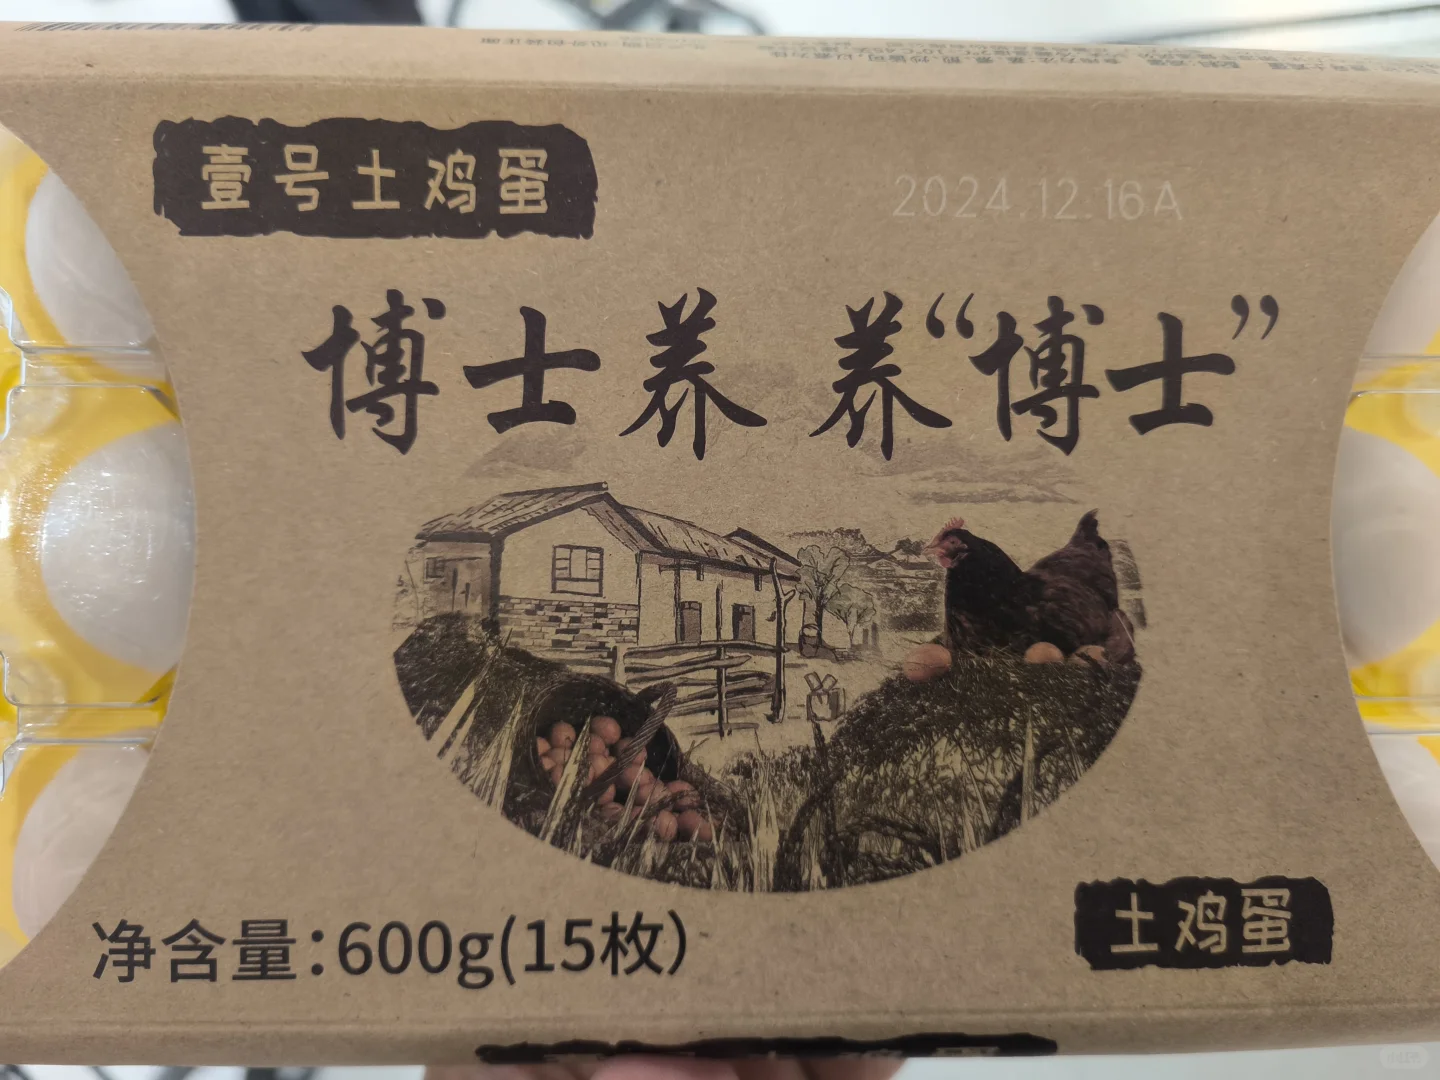 壹号土鸡蛋
2024.12.16A
博士养 养“博士”
净含量:600g(15枚)
土鸡蛋